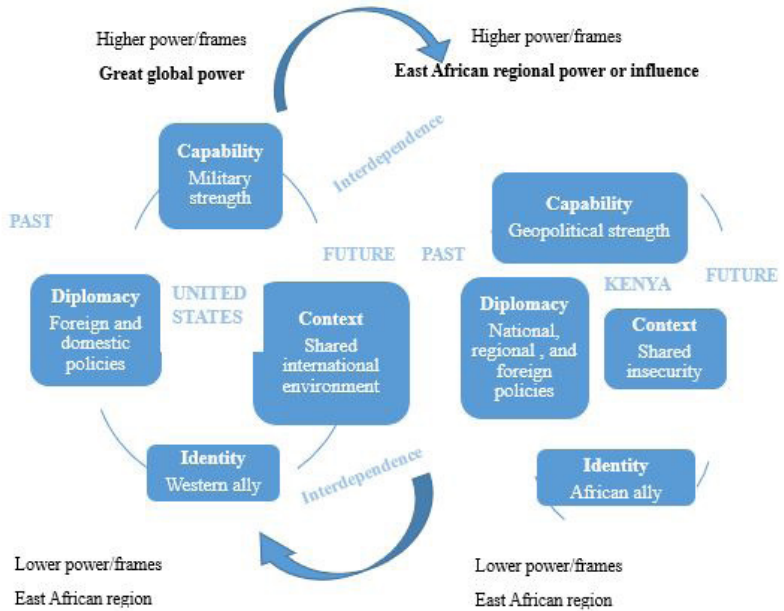 Higher power/frames
Great global power
Higher power/frames
East African regional power or influence
Interdependence
Capability
Military
strength
PAST
FUTURE
UNITED
STATES
Diplomacy
Foreign and
domestic
policies
Context
Shared
international
environment
Identity
Western ally
Capability
Geopolitical strength
PAST
KENYA
FUTURE
Diplomacy
National,
regional , and
foreign
policies
Context
Shared
insecurity
Identity
African ally
Interdependence
Lower power/frames
East African region
Lower power/frames
East African region